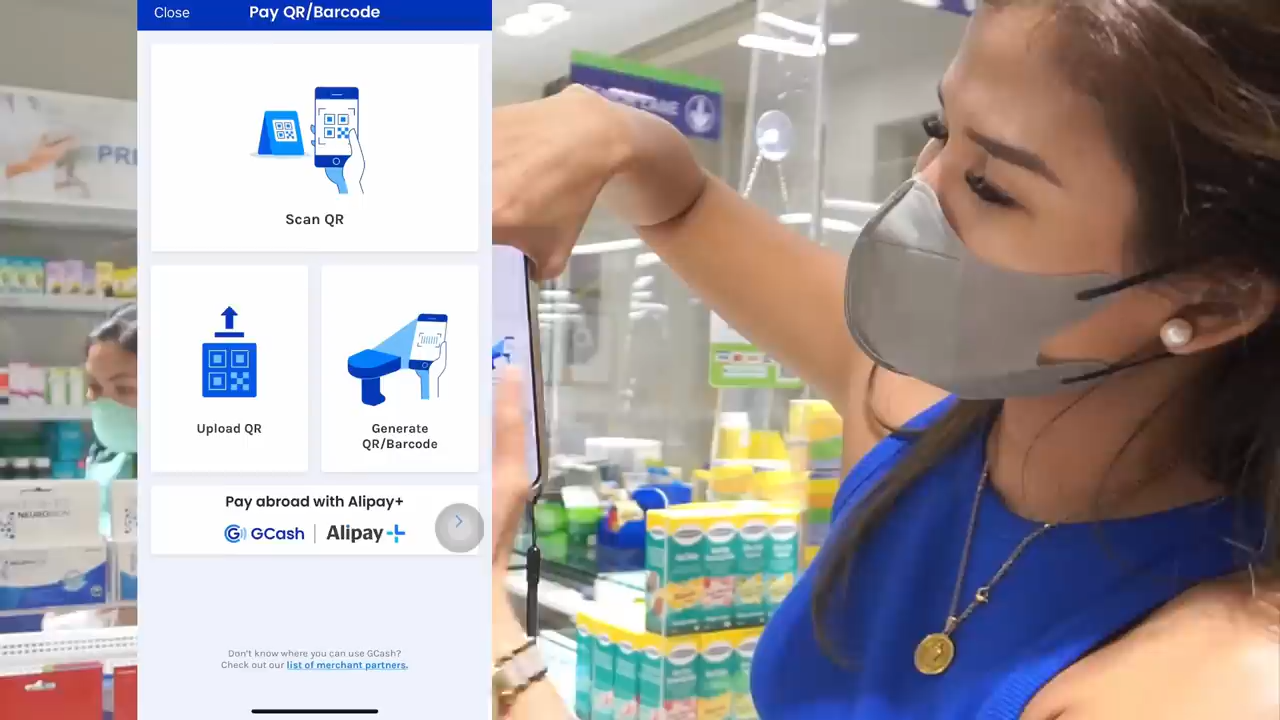 Close
Pay QR/Barcode
Scan QR
Upload QR
Generate
QR/Barcode
Pay abroad with Alipay+
GCash | Alipay+
Don't know where you can use GCash?
Check out our list of merchant partners.
PRE